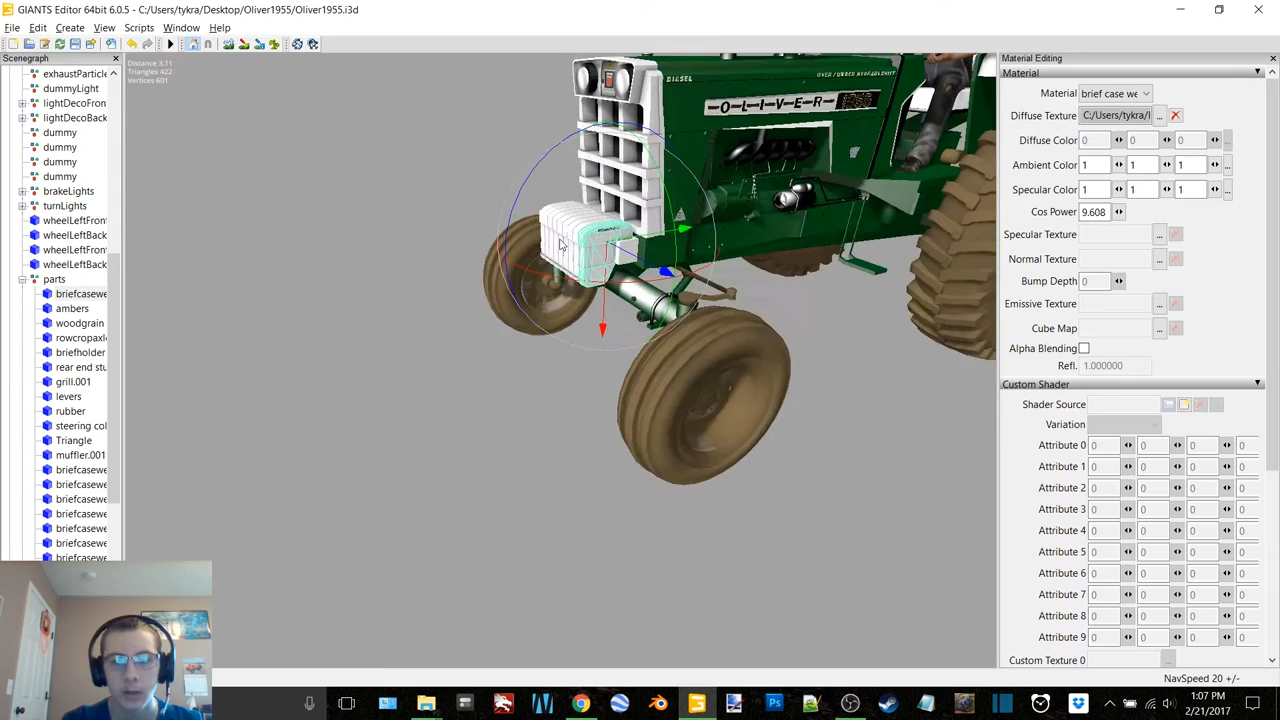 GIANTS Editor 64bit 6.0.5 - C:/Users/tykra/Desktop/Oliver1955/Oliver1955.i3d
File Edit Create View Scripts Window Help
Scenegraph
exhaustParticle
dummyLight
lightDecoFron
lightDecoBack
dummy
dummy
dummy
dummy
brakeLights
turnLights
wheelLeftFront
wheelLeftBack
wheelLeftFront
wheelLeftBack
parts
briefcasewe
ambers
woodgrain
rowcropaxl
briefholder
rear end stu
grill.001
levers
rubber
steering col
Triangle
muffler.001
briefcasewe
briefcasewe
briefcasewe
briefcasewe
briefcasewe
briefcasewe
briefcasewe
Distance 3.11
Triangles 422
Vertices 601
DIESEL
OLIVER
Material Editing
Material
Material brief case we
Diffuse Texture C:/Users/tykra/I ...
Diffuse Color 0 0 0 ...
Ambient Color 1 1 1 ...
Specular Color 1 1 1 ...
Cos Power 9.608
Specular Texture ...
Normal Texture ...
Bump Depth 0
Emissive Texture ...
Cube Map ...
Alpha Blending
Refl. 1.000000
Custom Shader
Shader Source
Variation
Attribute 0 0 0 0 0
Attribute 1 0 0 0 0
Attribute 2 0 0 0 0
Attribute 3 0 0 0 0
Attribute 4 0 0 0 0
Attribute 5 0 0 0 0
Attribute 6 0 0 0 0
Attribute 7 0 0 0 0
Attribute 8 0 0 0 0
Attribute 9 0 0 0 0
Custom Texture 0 ...
NavSpeed 20 +/-
1:07 PM
2/21/2017